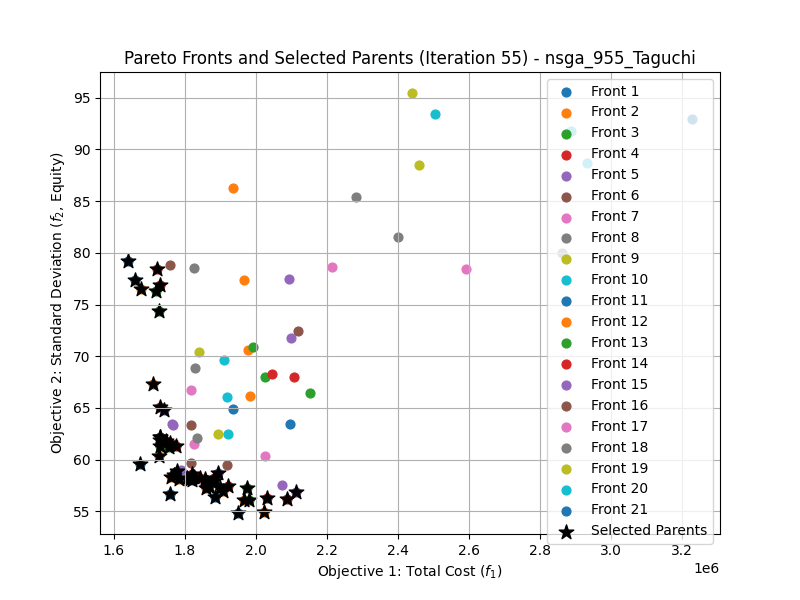 Pareto Fronts and Selected Parents (Iteration 55) - nsga_955_Taguchi
Objective 2: Standard Deviation (f₂, Equity)
95
90
85
80
75
70
65
60
55
1.6 1.8 2.0 2.2 2.4 2.6 2.8 3.0 3.2
1e6
Objective 1: Total Cost (f₁)
Front 1
Front 2
Front 3
Front 4
Front 5
Front 6
Front 7
Front 8
Front 9
Front 10
Front 11
Front 12
Front 13
Front 14
Front 15
Front 16
Front 17
Front 18
Front 19
Front 20
Front 21
Selected Parents